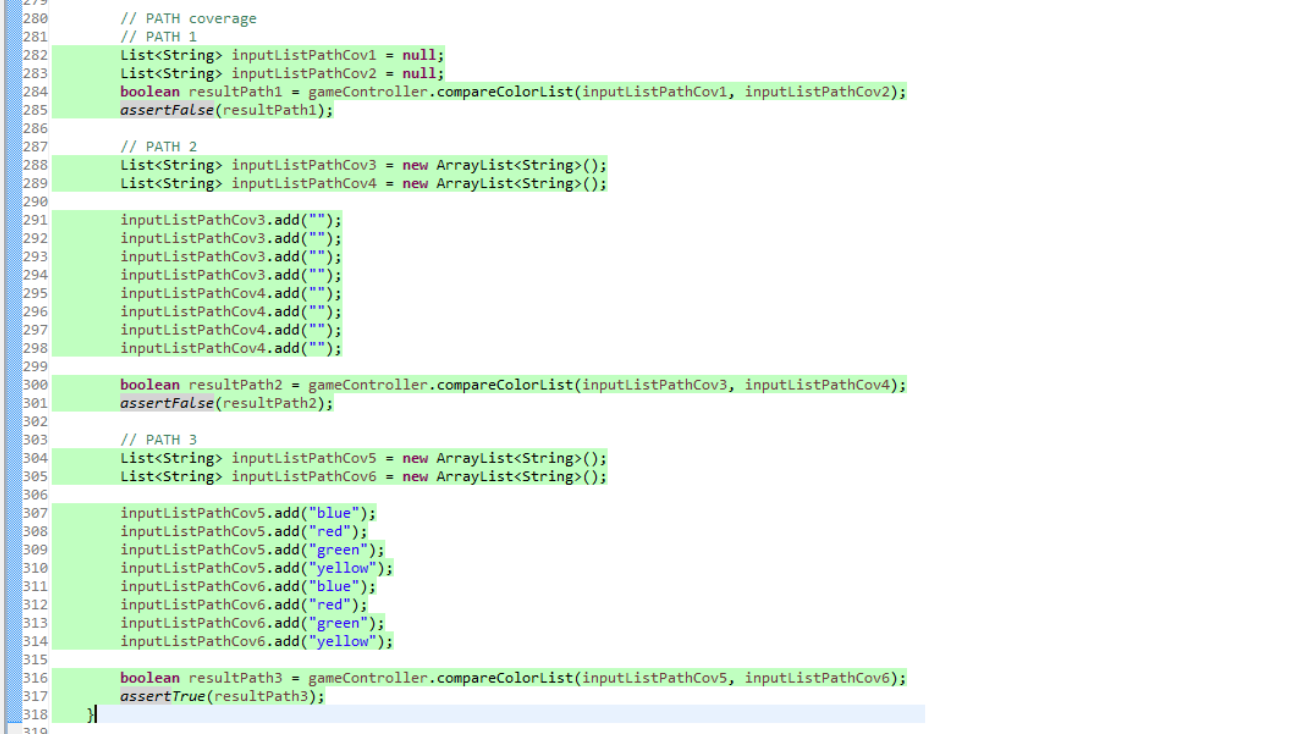 279
280 // PATH coverage
281 // PATH 1
282 List<String> inputListPathCov1 = null;
283 List<String> inputListPathCov2 = null;
284 boolean resultPath1 = gameController.compareColorList(inputListPathCov1, inputListPathCov2);
285 assertFalse(resultPath1);
286
287 // PATH 2
288 List<String> inputListPathCov3 = new ArrayList<String>();
289 List<String> inputListPathCov4 = new ArrayList<String>();
290
291 inputListPathCov3.add("");
292 inputListPathCov3.add("");
293 inputListPathCov3.add("");
294 inputListPathCov3.add("");
295 inputListPathCov4.add("");
296 inputListPathCov4.add("");
297 inputListPathCov4.add("");
298 inputListPathCov4.add("");
299
300 boolean resultPath2 = gameController.compareColorList(inputListPathCov3, inputListPathCov4);
301 assertFalse(resultPath2);
302
303 // PATH 3
304 List<String> inputListPathCov5 = new ArrayList<String>();
305 List<String> inputListPathCov6 = new ArrayList<String>();
306
307 inputListPathCov5.add("blue");
308 inputListPathCov5.add("red");
309 inputListPathCov5.add("green");
310 inputListPathCov5.add("yellow");
311 inputListPathCov6.add("blue");
312 inputListPathCov6.add("red");
313 inputListPathCov6.add("green");
314 inputListPathCov6.add("yellow");
315
316 boolean resultPath3 = gameController.compareColorList(inputListPathCov5, inputListPathCov6);
317 assertTrue(resultPath3);
318 }
319